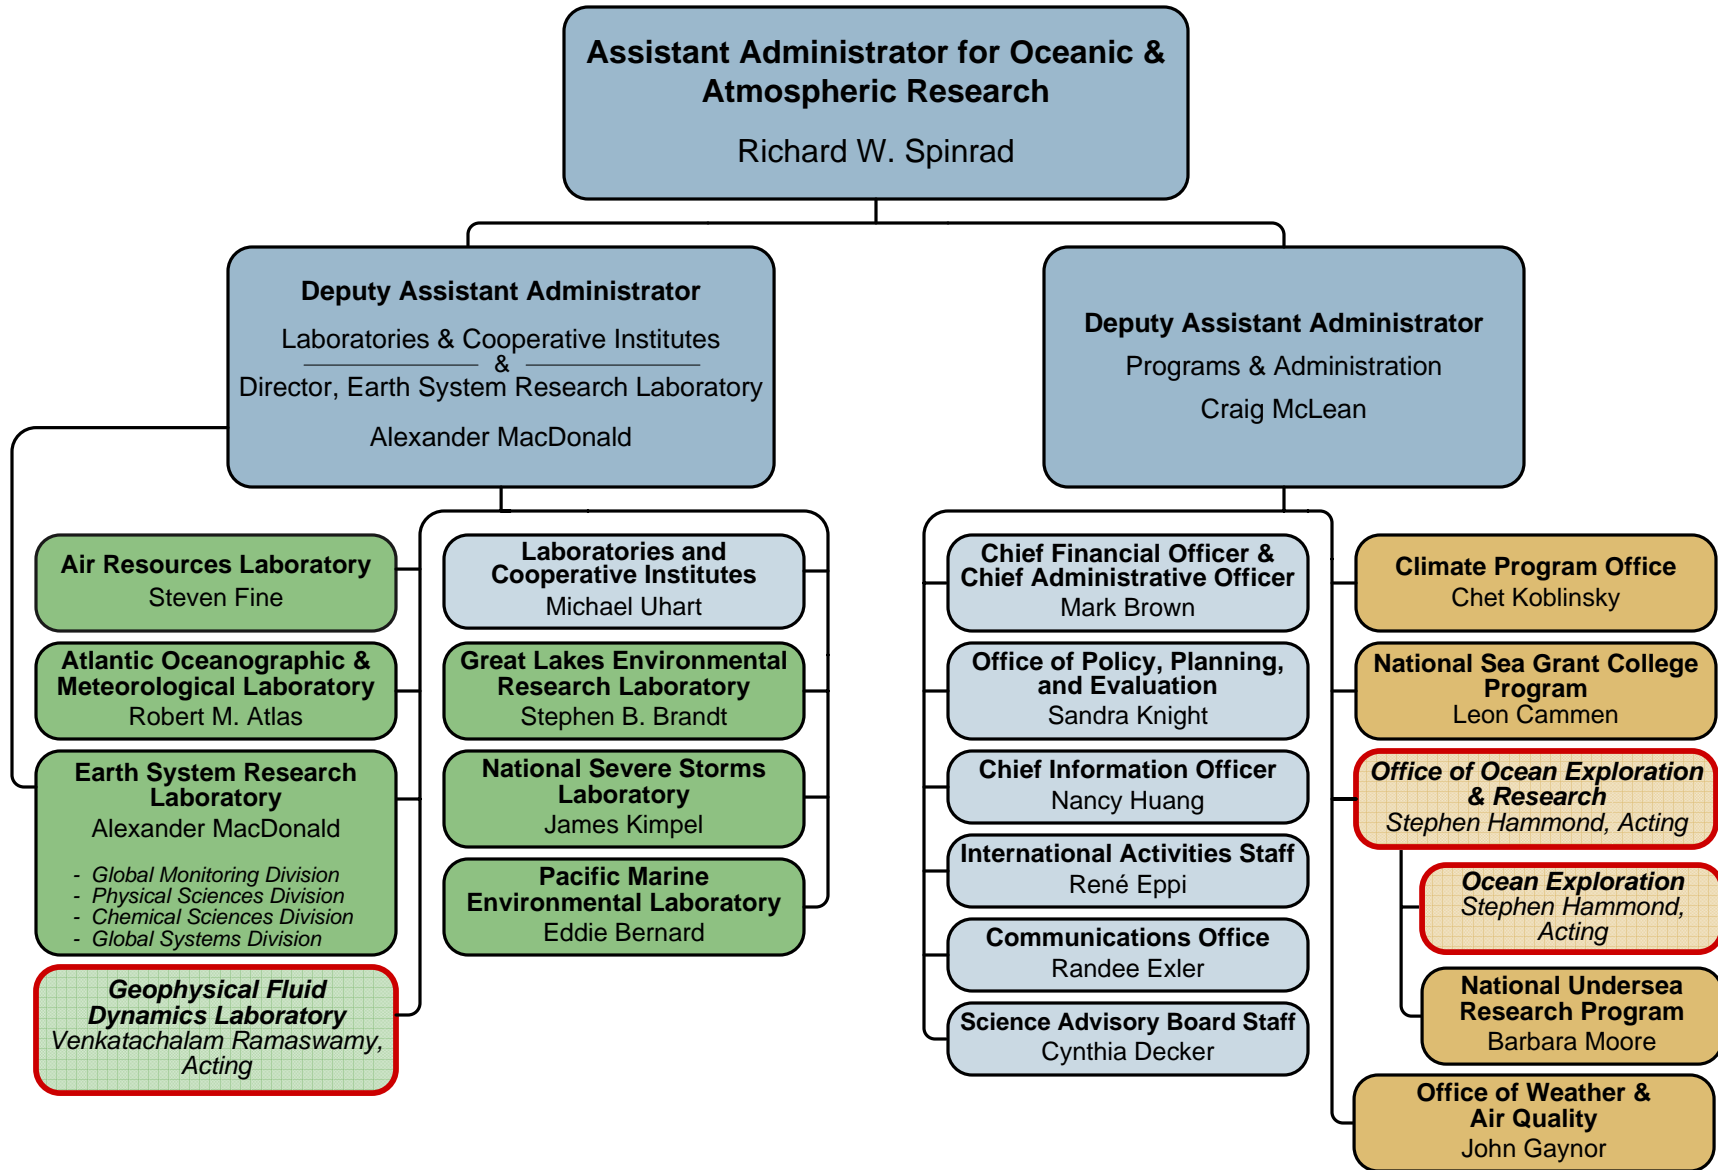 Assistant Administrator for Oceanic &
Atmospheric Research
Richard W. Spinrad
Deputy Assistant Administrator
Laboratories & Cooperative Institutes
&
Director, Earth System Research Laboratory
Alexander MacDonald
Deputy Assistant Administrator
Programs & Administration
Craig McLean
Air Resources Laboratory
Steven Fine
Atlantic Oceanographic &
Meteorological Laboratory
Robert M. Atlas
Earth System Research
Laboratory
Alexander MacDonald
- Global Monitoring Division
- Physical Sciences Division
- Chemical Sciences Division
- Global Systems Division
Geophysical Fluid
Dynamics Laboratory
Venkatachalam Ramaswamy,
Acting
Laboratories and
Cooperative Institutes
Michael Uhart
Great Lakes Environmental
Research Laboratory
Stephen B. Brandt
National Severe Storms
Laboratory
James Kimpel
Pacific Marine
Environmental Laboratory
Eddie Bernard
Chief Financial Officer &
Chief Administrative Officer
Mark Brown
Office of Policy, Planning,
and Evaluation
Sandra Knight
Chief Information Officer
Nancy Huang
International Activities Staff
René Eppi
Communications Office
Randee Exler
Science Advisory Board Staff
Cynthia Decker
Climate Program Office
Chet Koblinsky
National Sea Grant College
Program
Leon Cammen
Office of Ocean Exploration
& Research
Stephen Hammond, Acting
Ocean Exploration
Stephen Hammond,
Acting
National Undersea
Research Program
Barbara Moore
Office of Weather &
Air Quality
John Gaynor